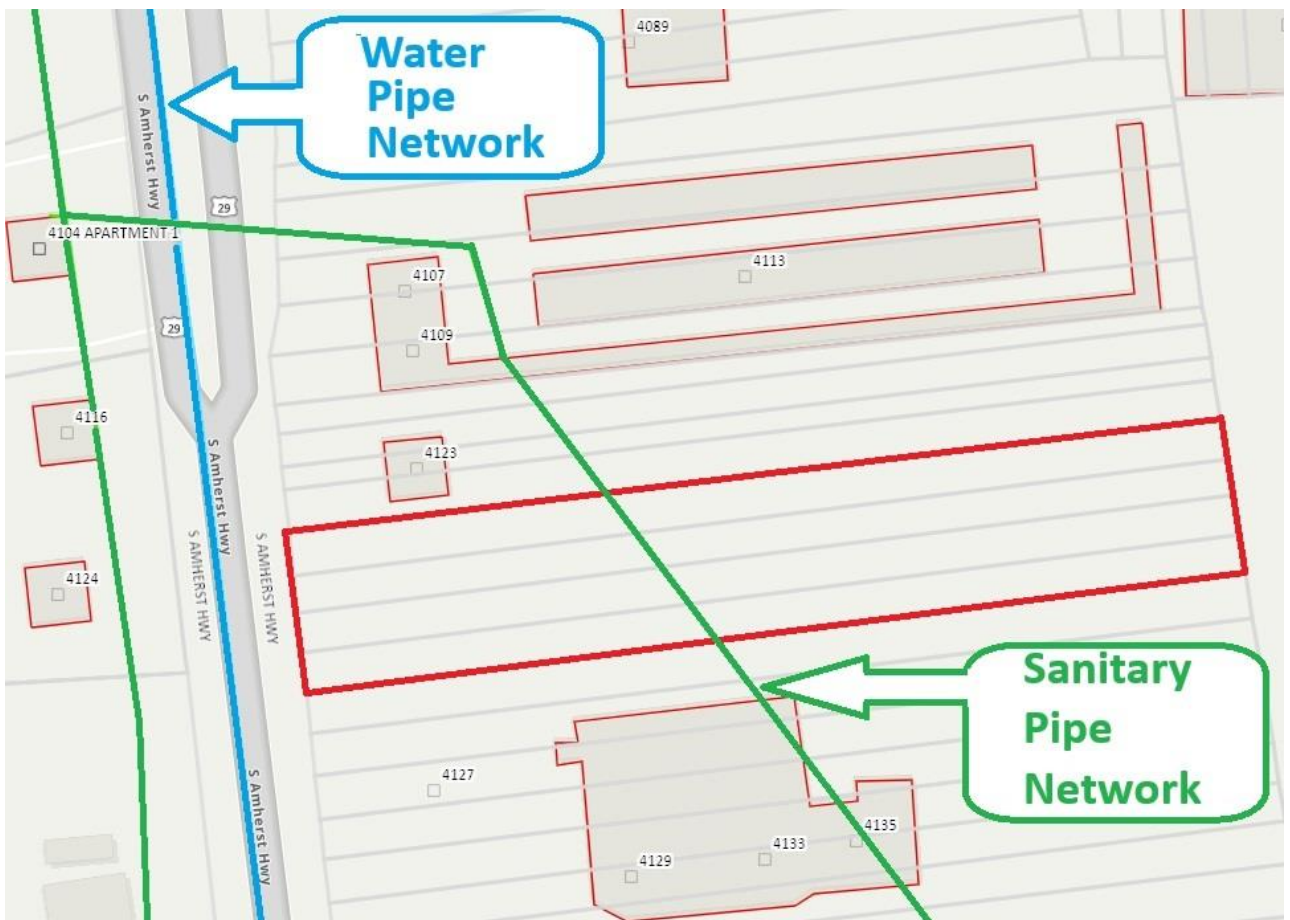 Water
Pipe
Network
4089
S Amherst Hwy
29
4104 APARTMENT 1
4107
4113
29
4109
4116
4123
S Amherst Hwy
S AMHERST HWY
S AMHERST HWY
4124
Sanitary
Pipe
Network
4127
S Amherst Hwy
4135
4133
4129